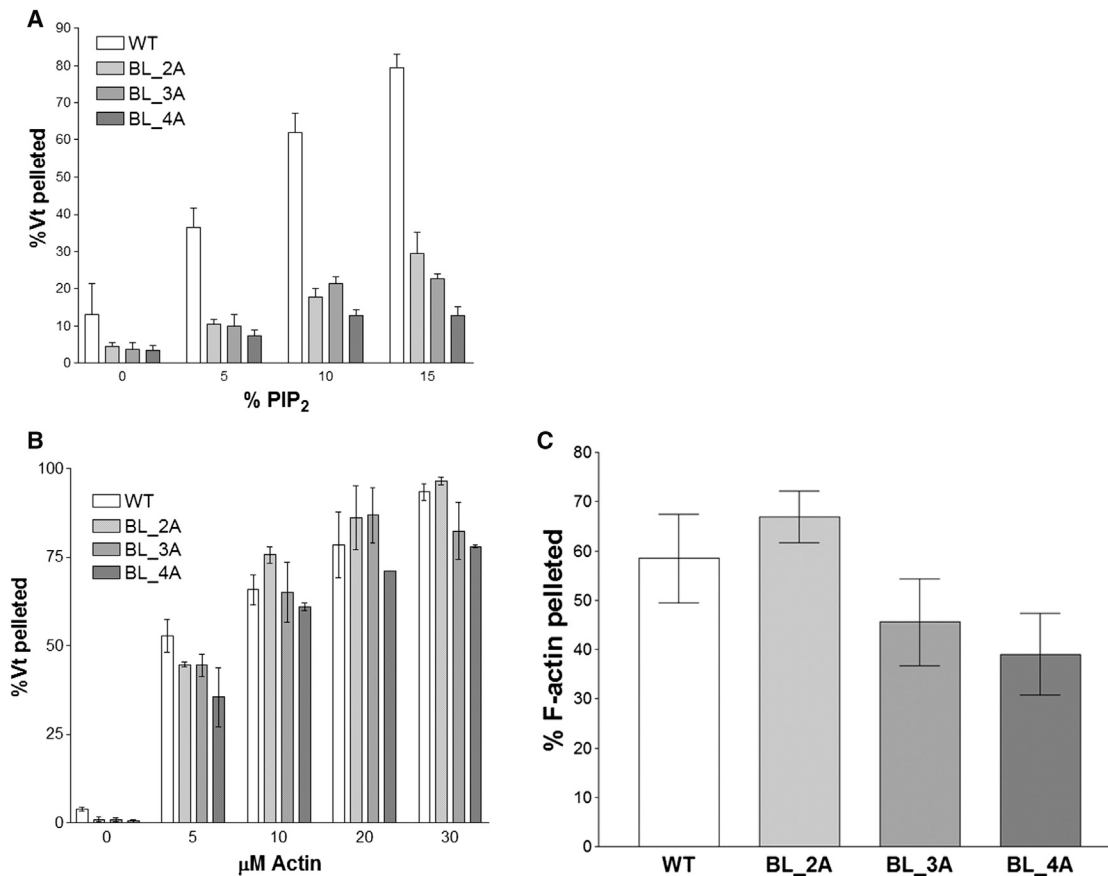 A
90
80
70
60
50
40
30
20
10
0
%Vt pelleted
WT
BL_2A
BL_3A
BL_4A
0 5 10 15
% PIP2
B
100
75
50
25
0
%Vt pelleted
WT
BL_2A
BL_3A
BL_4A
0 5 10 20 30
μM Actin
C
80
70
60
50
40
30
20
10
0
% F-actin pelleted
WT BL_2A BL_3A BL_4A